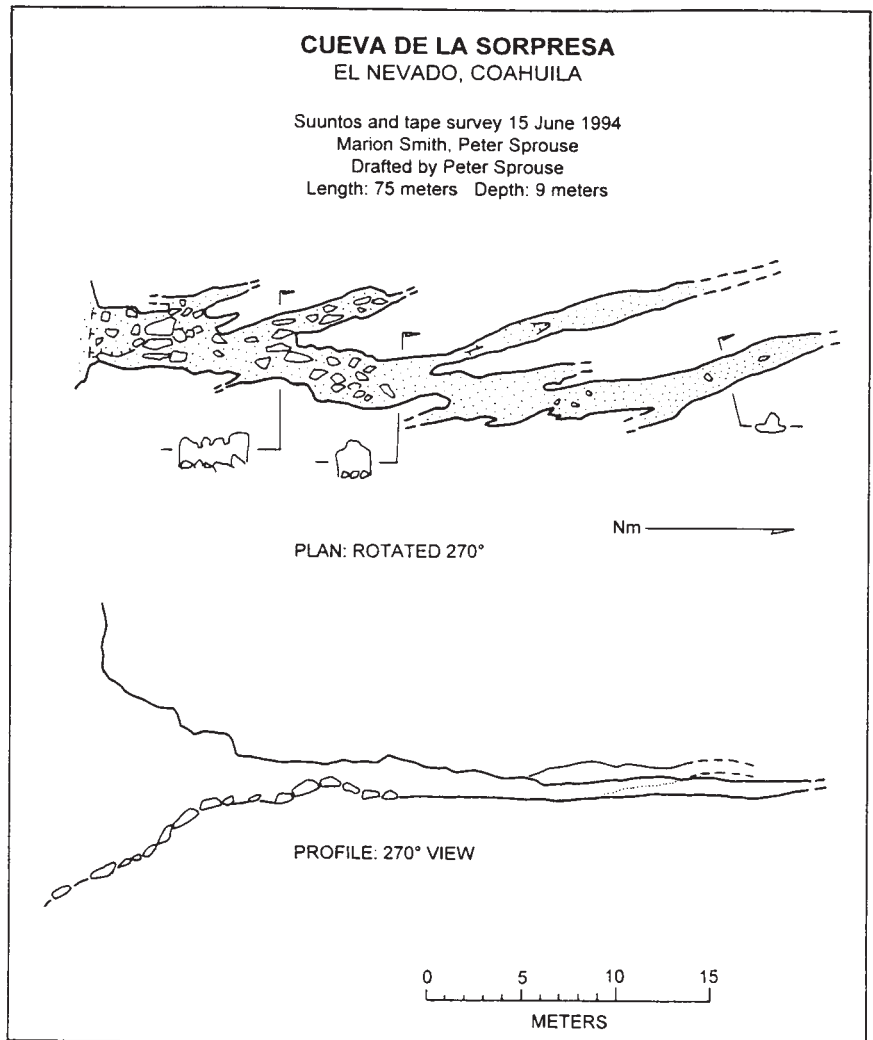 CUEVA DE LA SORPRESA
EL NEVADO, COAHUILA
Suuntos and tape survey 15 June 1994
Marion Smith, Peter Sprouse
Drafted by Peter Sprouse
Length: 75 meters Depth: 9 meters
Nm
PLAN: ROTATED 270°
PROFILE: 270° VIEW
0 5 10 15
METERS